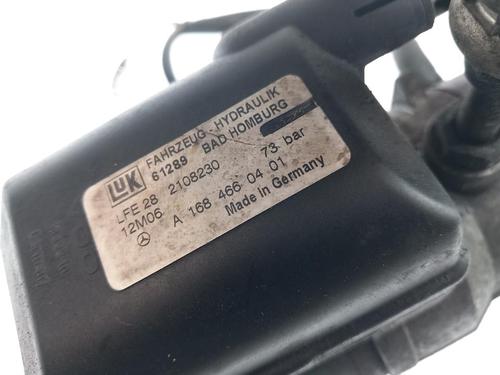 LUK
FAHRZEUG - HYDRAULIK
61289 BAD HOMBURG
LFE 28 2108230 73 bar
12M06 A 168 466 04 01
Made in Germany